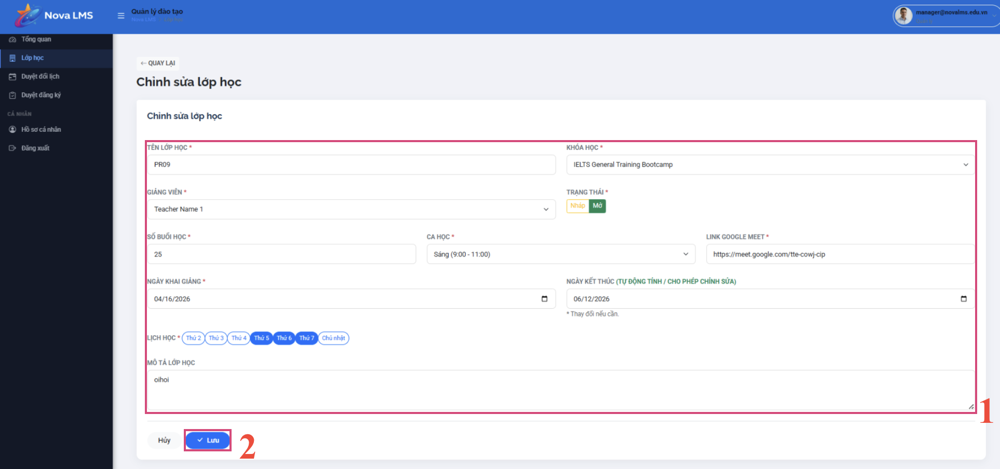 Nova LMS
Quản lý đào tạo
Nova LMS / Lớp học
manager@novalms.edu.vn
Tổng quan
Lớp học
Duyệt đổi lịch
Duyệt đăng ký
CÁ NHÂN
Hồ sơ cá nhân
Đăng xuất
← QUAY LẠI
Chỉnh sửa lớp học
Chỉnh sửa lớp học
TÊN LỚP HỌC *
KHÓA HỌC *
PR09
IELTS General Training Bootcamp
GIẢNG VIÊN *
TRẠNG THÁI *
Teacher Name 1
Nháp
Mở
SỐ BUỔI HỌC *
CA HỌC *
LINK GOOGLE MEET *
25
Sáng (9:00 - 11:00)
https://meet.google.com/tte-cowj-cip
NGÀY KHAI GIẢNG *
NGÀY KẾT THÚC (TỰ ĐỘNG TÍNH / CHO PHÉP CHỈNH SỬA)
04/16/2026
06/12/2026
* Thay đổi nếu cần.
LỊCH HỌC * Thứ 2 Thứ 3 Thứ 4 Thứ 5 Thứ 6 Thứ 7 Chủ nhật
MÔ TẢ LỚP HỌC
oihoi
1
Hủy
Lưu
2